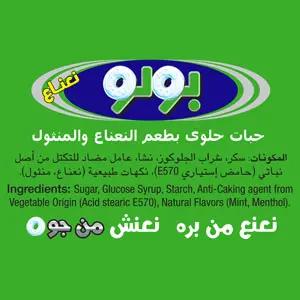 نعناع
بولو
حبات حلوى بطعم النعناع والمنثول
المكونات: سكر، شراب الجلوكوز، نشا، عامل مضاد للتكتل من أصل
نباتي (حامض إستياري E570)، نكهات طبيعية (نعناع، منثول).
Ingredients: Sugar, Glucose Syrup, Starch, Anti-Caking agent from
Vegetable Origin (Acid stearic E570), Natural Flavors (Mint, Menthol).
نعنع من بره نعنش من جوه